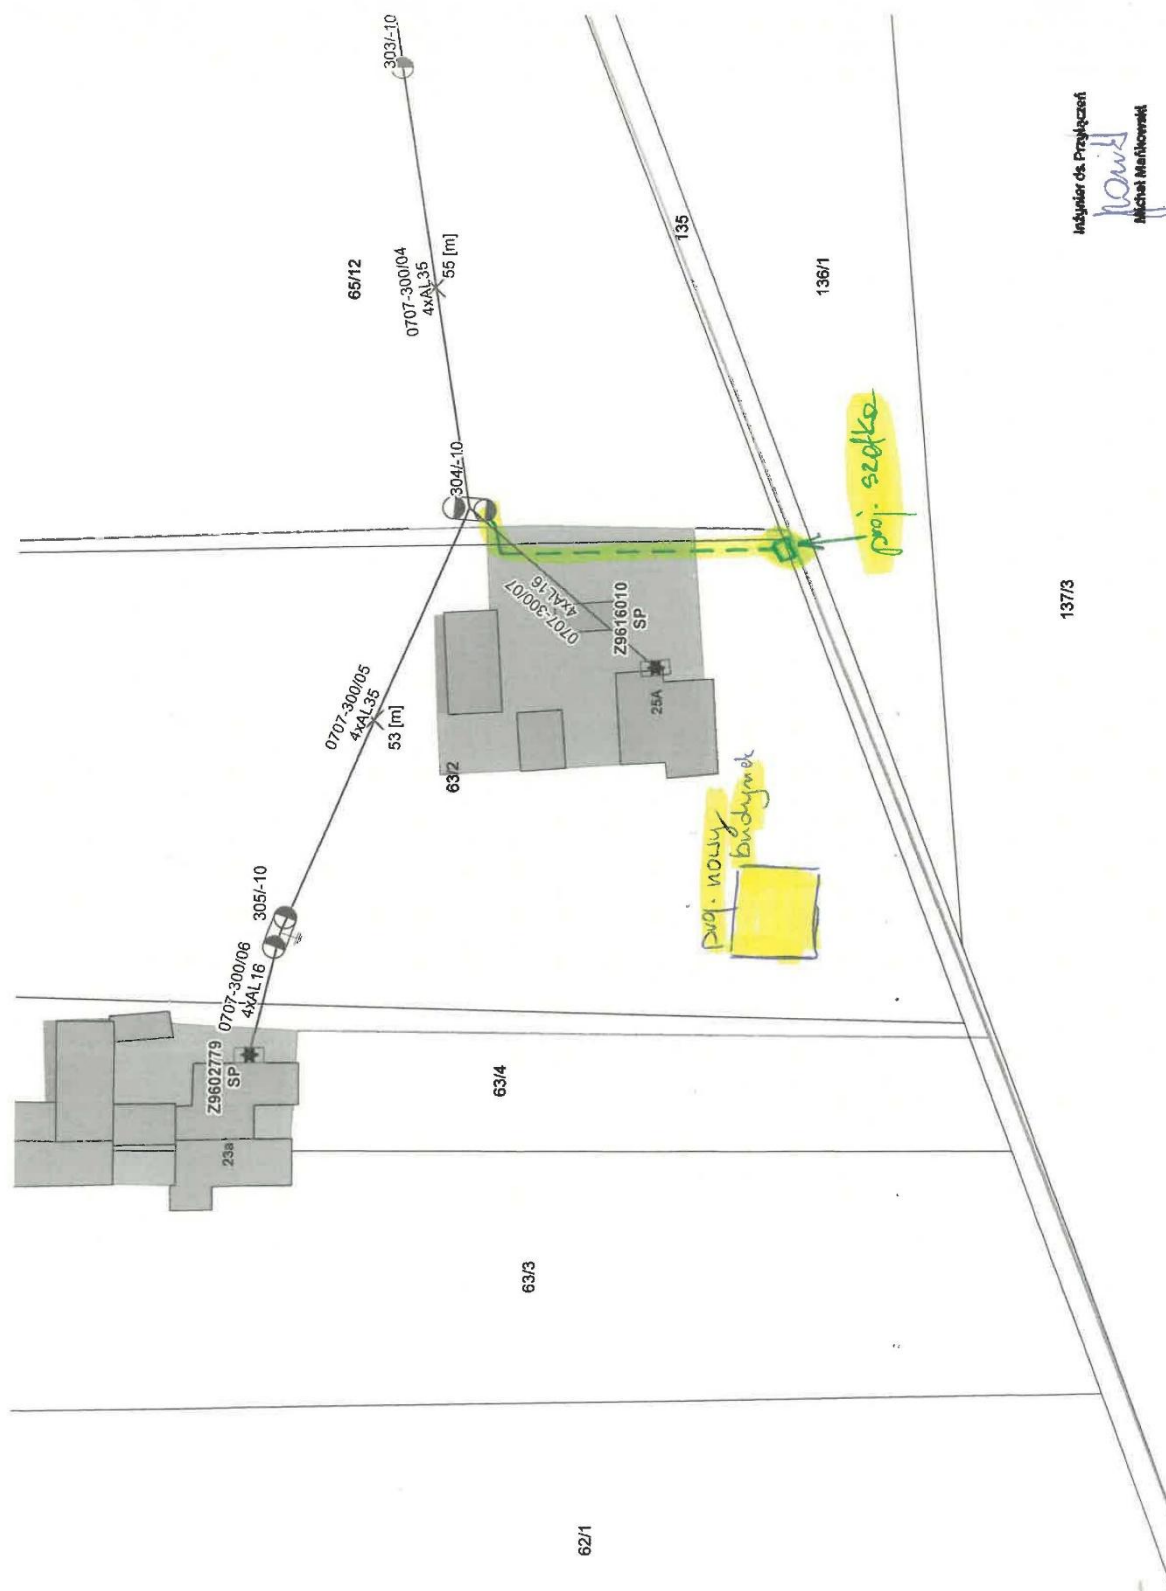 303/-10
65/12
0707-300/04
4xAL35
55 [m]
135
136/1
Inżynier ds. Przyłączeń
Michał Mańkowski
304/-10
proj. szafka
0707-300/07
4xAL16
Z9616010
SP
25A
137/3
0707-300/05
4xAL35
53 [m]
63/2
proj. nowy
budynek
305/-10
0707-300/06
4xAL16
Z9602779
SP
23a
63/4
63/3
62/1